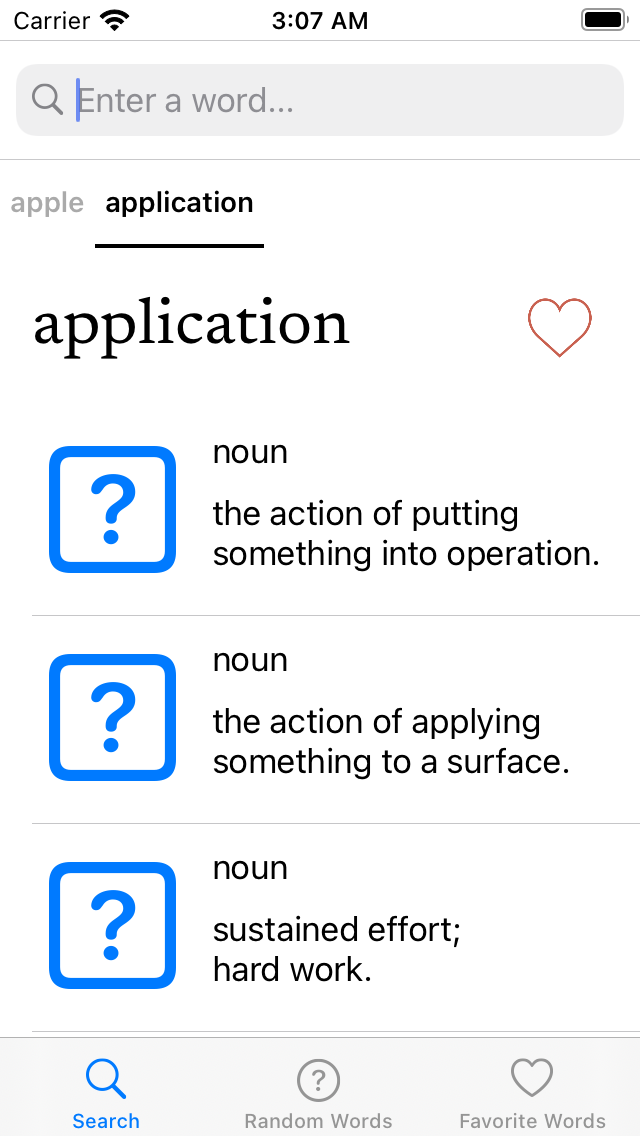 Carrier 3:07 AM
Enter a word...
apple application
application
noun
the action of putting
something into operation.
noun
the action of applying
something to a surface.
noun
sustained effort;
hard work.
Search Random Words Favorite Words